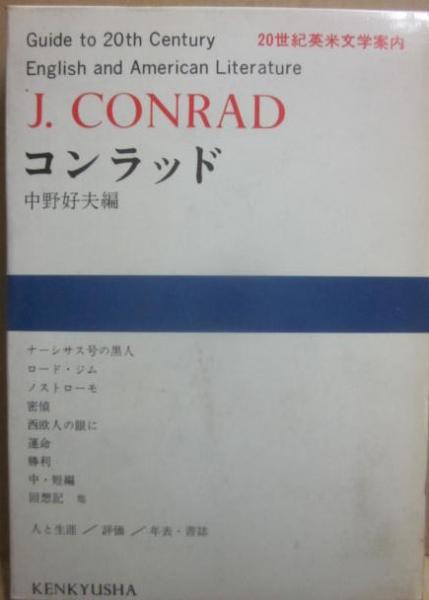 Guide to 20th Century
20世紀英米文学案内
English and American Literature
J. CONRAD
コンラッド
中野好夫編
ナーシサス号の黒人
ロード・ジム
ノストローモ
密偵
西欧人の眼に
運命
勝利
中・短編
回想記 他
人と生涯／評価／年表・書誌
KENKYUSHA